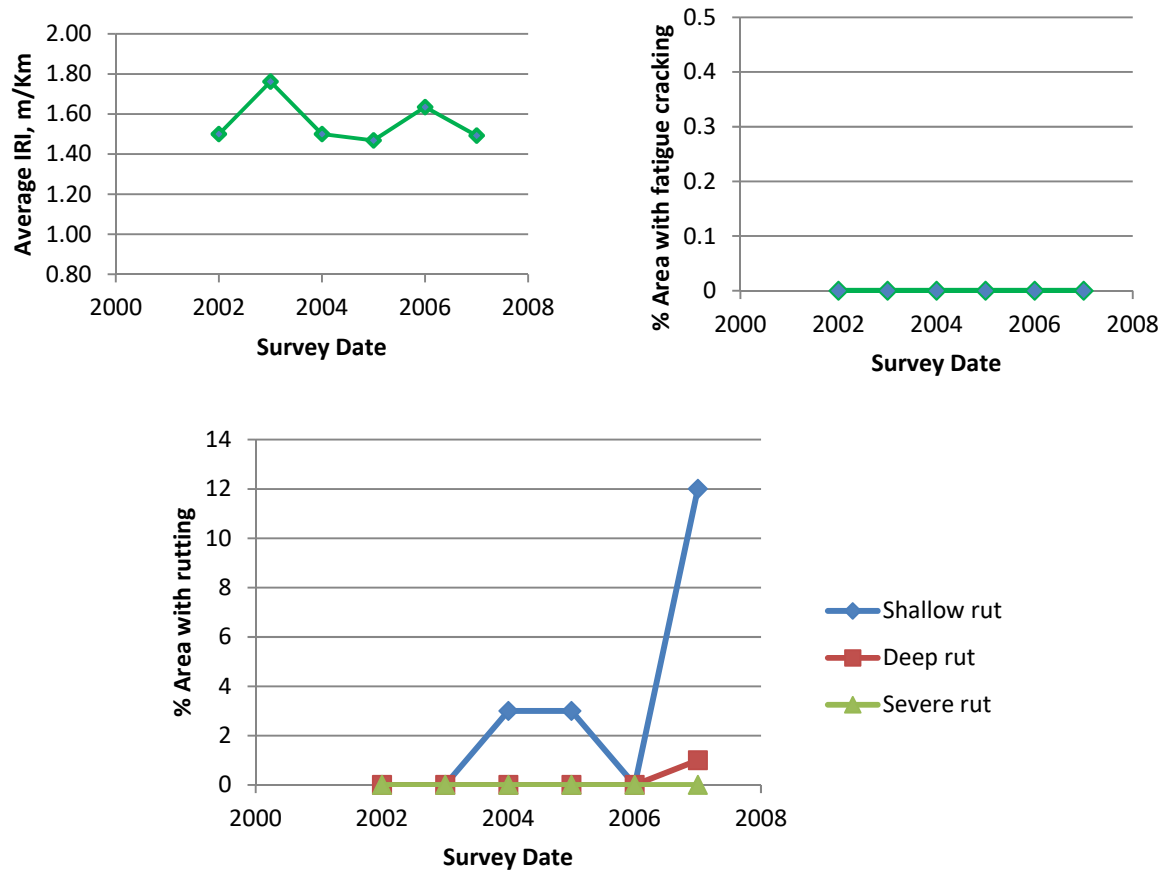 Average IRI, m/Km
2.00
1.80
1.60
1.40
1.20
1.00
0.80
2000 2002 2004 2006 2008
Survey Date
% Area with fatigue cracking
0.5
0.4
0.3
0.2
0.1
0
2000 2002 2004 2006 2008
Survey Date
% Area with rutting
14
12
10
8
6
4
2
0
2000 2002 2004 2006 2008
Survey Date
Shallow rut
Deep rut
Severe rut